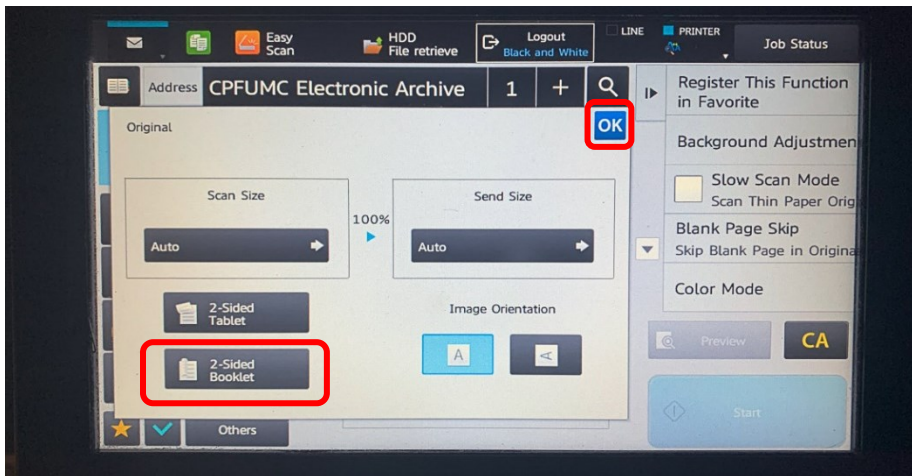 Easy
Scan
HDD
File retrieve
Logout
Black and White
LINE
PRINTER
Job Status
Address
CPFUMC Electronic Archive
1
+
Original
OK
Scan Size
Auto
100%
Send Size
Auto
2-Sided
Tablet
2-Sided
Booklet
Image Orientation
A
A
Others
Register This Function
in Favorite
Background Adjustmen
Slow Scan Mode
Scan Thin Paper Orig
Blank Page Skip
Skip Blank Page in Origina
Color Mode
Preview
CA
Start